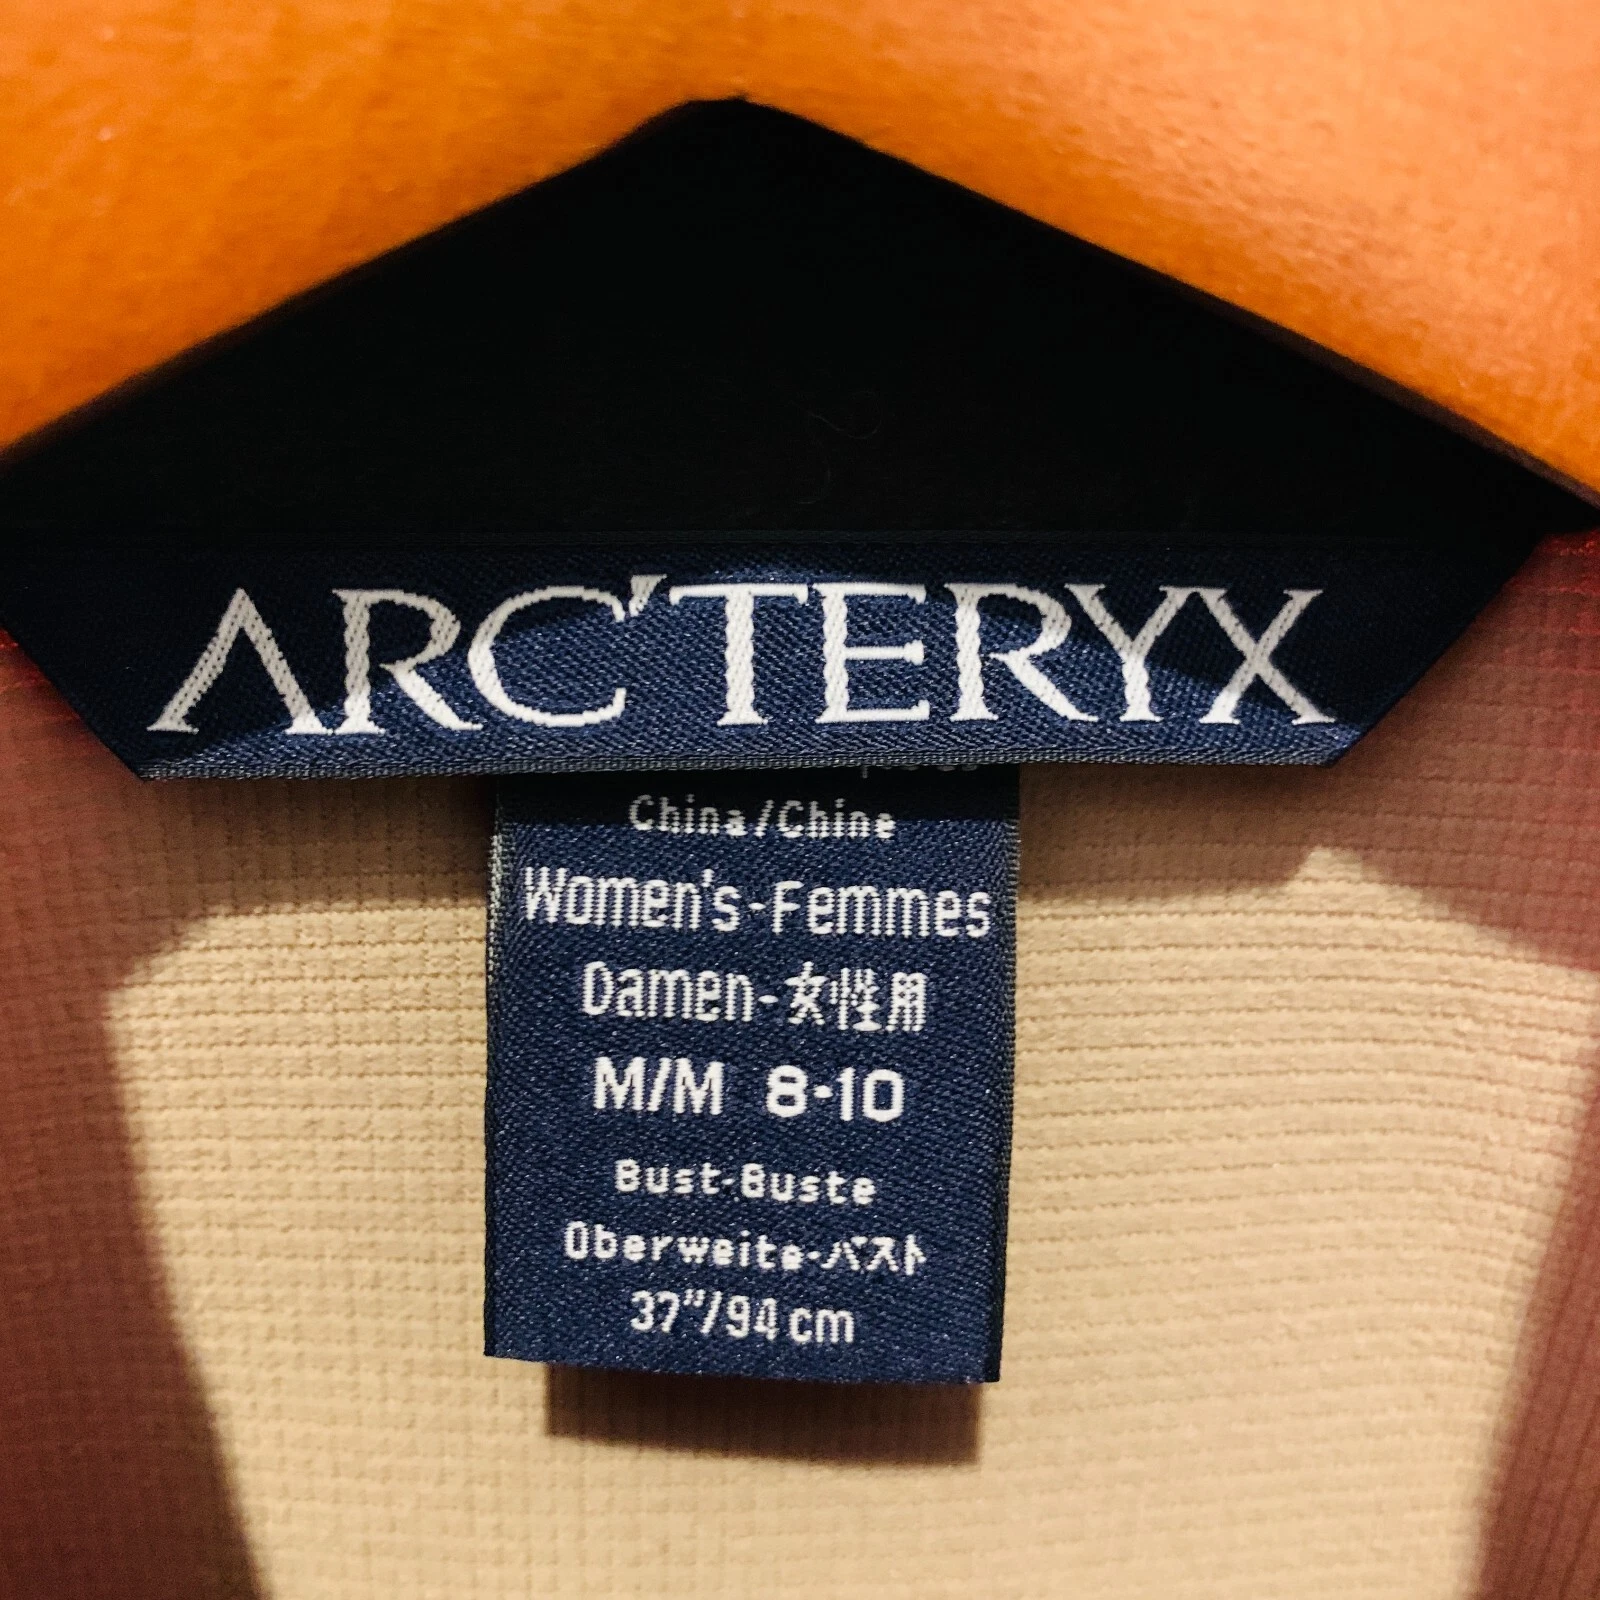 ARC'TERYX
China/Chine
Women's-Femmes
Damen-女性用
M/M 8-10
Bust-Buste
Oberweite-バスト
37"/94 cm